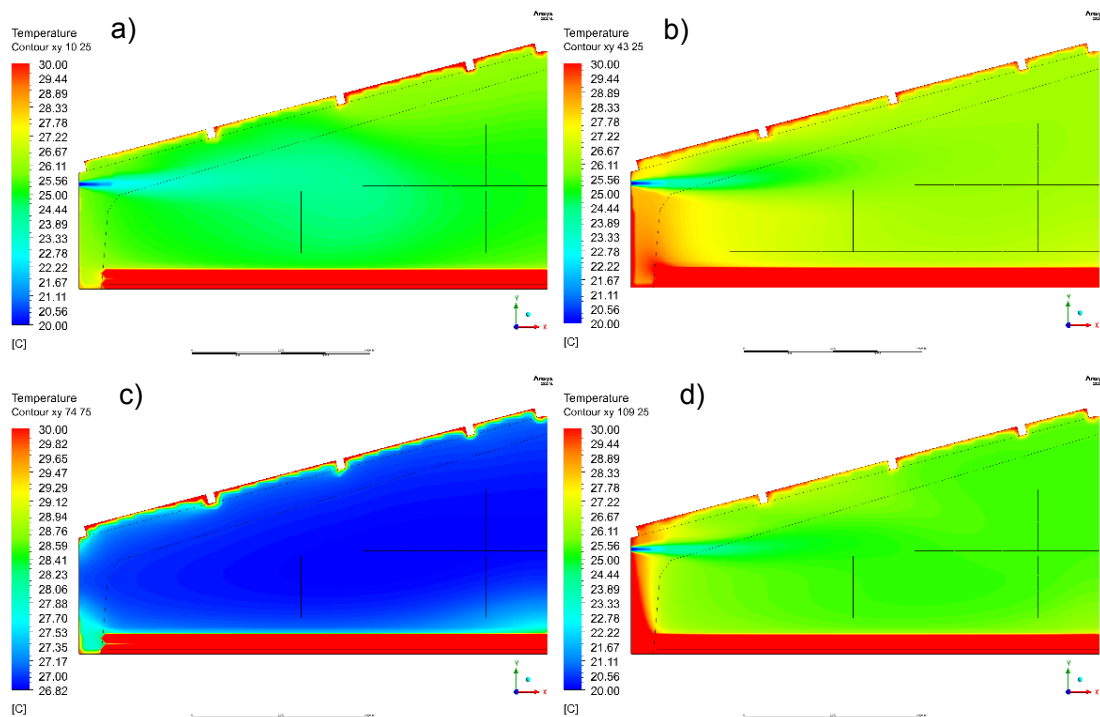 Ansys
a)
Temperature
Contour xy 10 25
30.00
29.44
28.89
28.33
27.78
27.22
26.67
26.11
25.56
25.00
24.44
23.89
23.33
22.78
22.22
21.67
21.11
20.56
20.00
[C]
Y
X
Ansys
b)
Temperature
Contour xy 43 25
30.00
29.44
28.89
28.33
27.78
27.22
26.67
26.11
25.56
25.00
24.44
23.89
23.33
22.78
22.22
21.67
21.11
20.56
20.00
[C]
Y
X
Ansys
c)
Temperature
Contour xy 74 75
30.00
29.82
29.65
29.47
29.29
29.12
28.94
28.76
28.59
28.41
28.23
28.06
27.88
27.70
27.53
27.35
27.17
27.00
26.82
[C]
Y
X
Ansys
d)
Temperature
Contour xy 109 25
30.00
29.44
28.89
28.33
27.78
27.22
26.67
26.11
25.56
25.00
24.44
23.89
23.33
22.78
22.22
21.67
21.11
20.56
20.00
[C]
Y
X